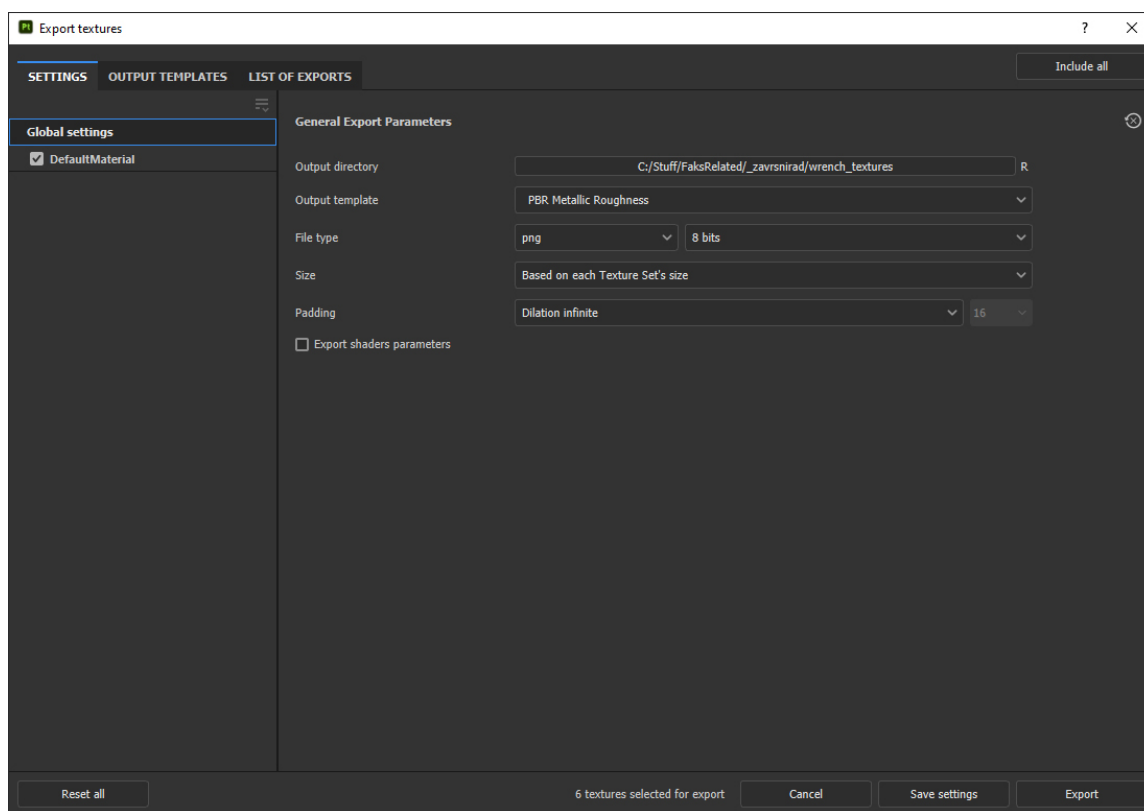 Pt Export textures ?
Include all
SETTINGS OUTPUT TEMPLATES LIST OF EXPORTS
Global settings
DefaultMaterial
General Export Parameters
Output directory C:/Stuff/FaksRelated/_zavrsnirad/wrench_textures R
Output template PBR Metallic Roughness
File type png 8 bits
Size Based on each Texture Set's size
Padding Dilation infinite 16
Export shaders parameters
Reset all 6 textures selected for export Cancel Save settings Export